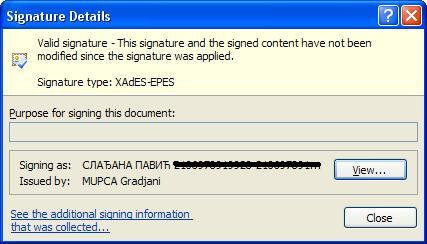 Signature Details
Valid signature - This signature and the signed content have not been
modified since the signature was applied.
Signature type: XAdES-EPES
Purpose for signing this document:
Signing as: СЛАЂАНА ПАВИЋ
View...
Issued by: MUPCA Gradjani
See the additional signing information
that was collected...
Close